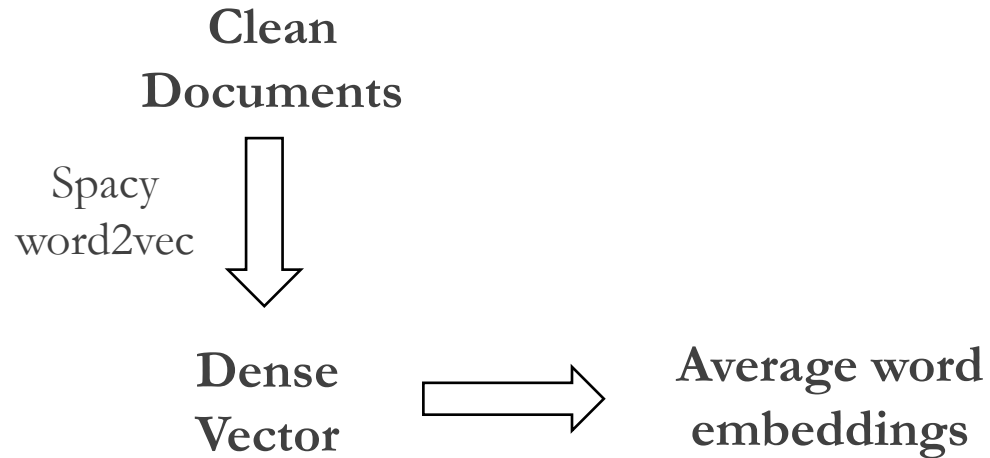 Clean
Documents
Spacy
word2vec
Dense
Vector
Average word
embeddings